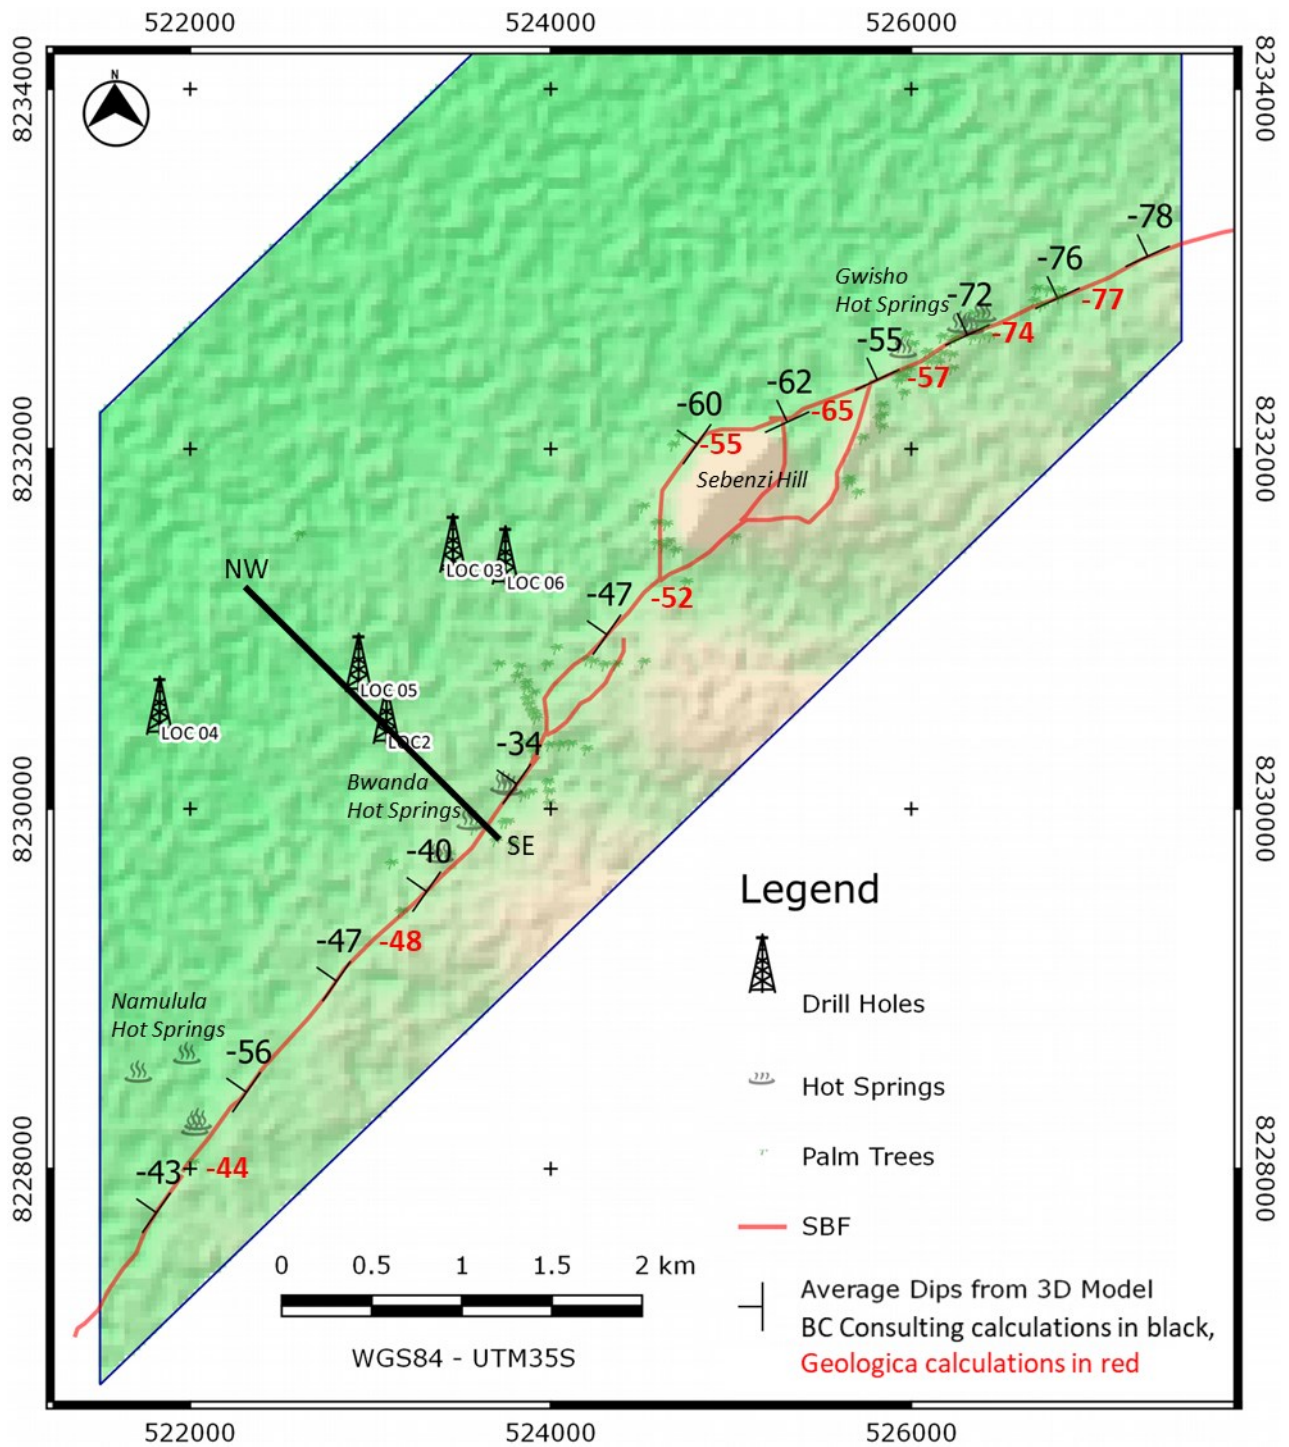 522000
524000
526000
8234000
8234000
N
-78
-76
Gwisho
Hot Springs
-72
-77
-74
-55
-57
-62
-60
-65
-55
Sebenzi Hill
8232000
8232000
NW
LOC 03
LOC 06
-47
-52
LOC 05
LOC 04
LOC2
-34
Bwanda
Hot Springs
8230000
8230000
SE
-40
-47
-48
Legend
Drill Holes
Namulula
Hot Springs
-56
Hot Springs
Palm Trees
8228000
8228000
-43
-44
SBF
0 0.5 1 1.5 2 km
Average Dips from 3D Model
BC Consulting calculations in black,
Geologica calculations in red
WGS84 - UTM35S
522000
524000
526000